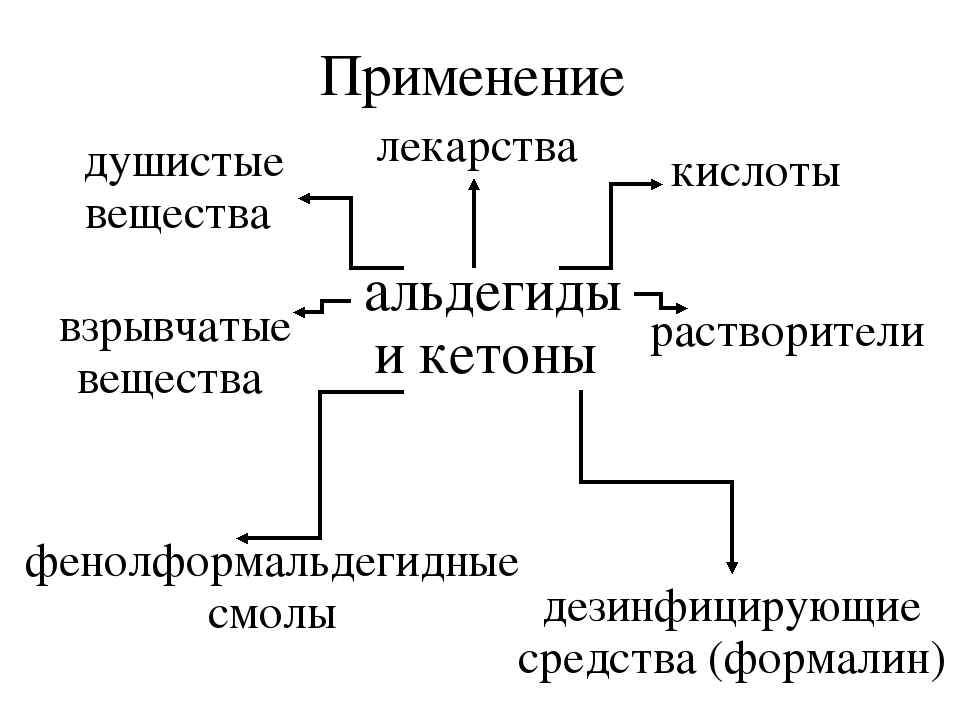 Применение
лекарства
душистые
вещества
кислоты
альдегиды
и кетоны
взрывчатые
вещества
растворители
фенолформальдегидные
смолы
дезинфицирующие
средства (формалин)